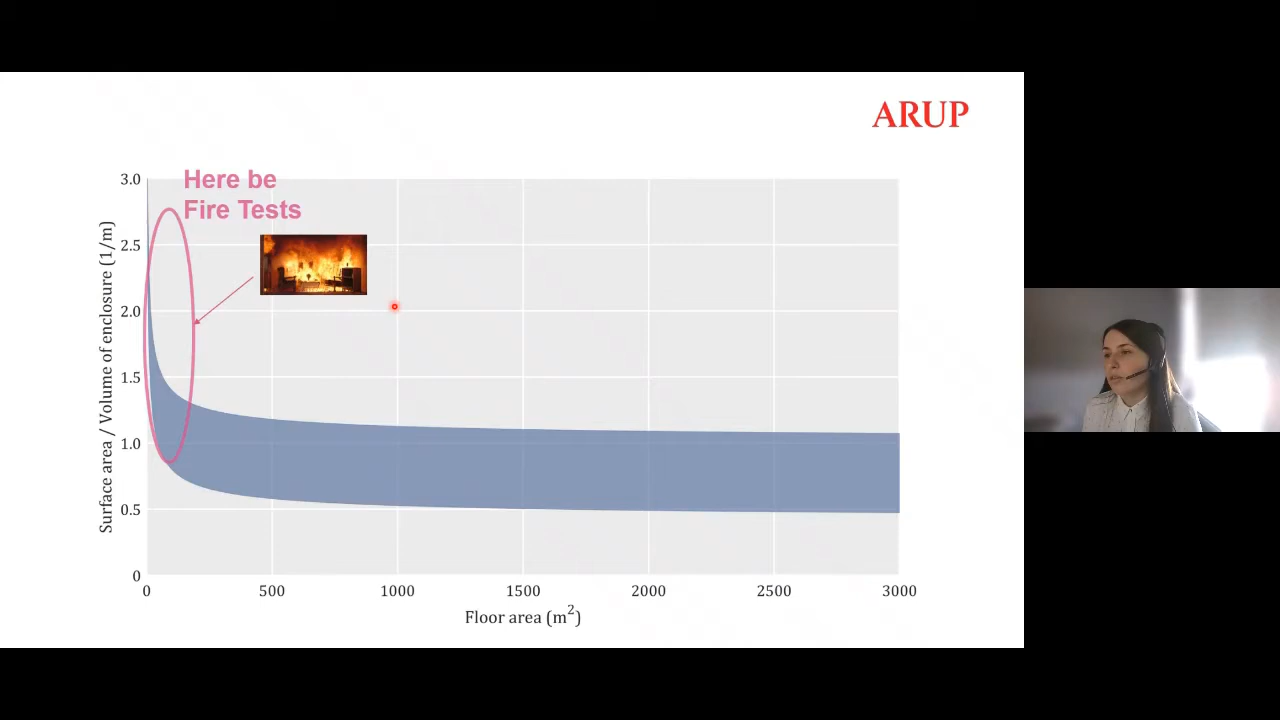 ARUP
Here be
Fire Tests
Surface area / Volume of enclosure (1/m)
3.0
2.5
2.0
1.5
1.0
0.5
0
0
500
1000
1500
2000
2500
3000
Floor area (m²)